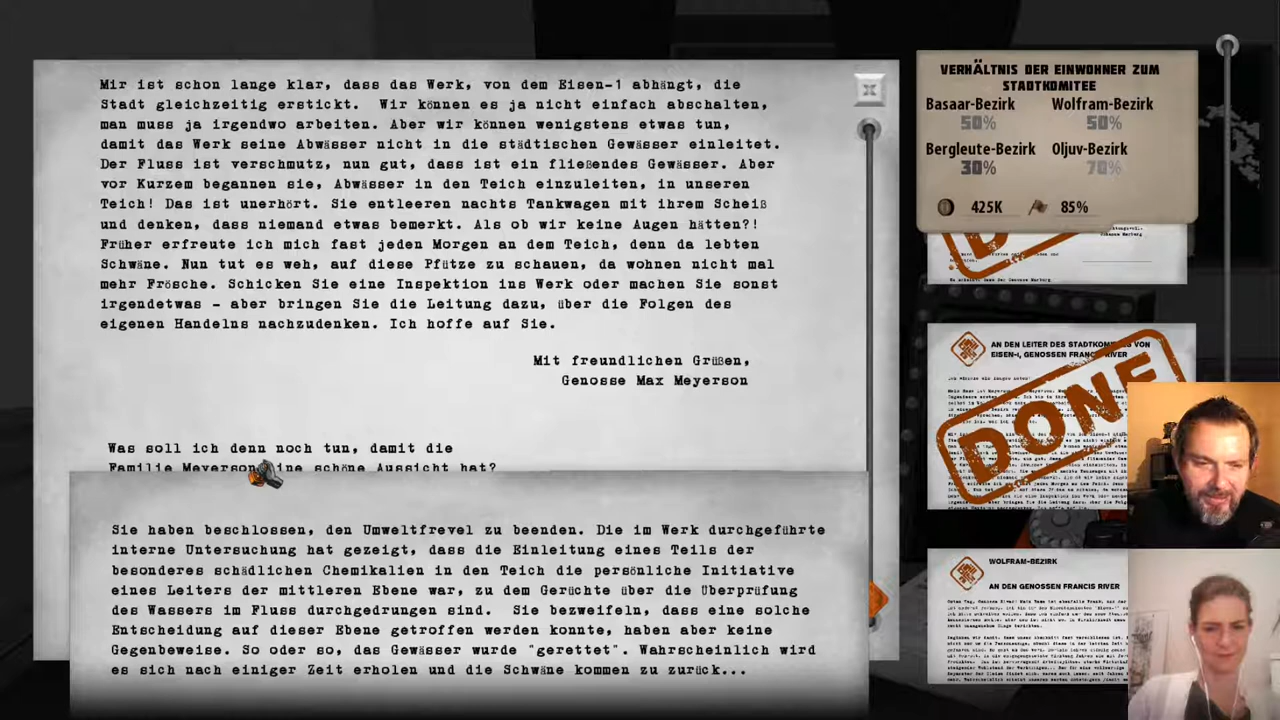 Mir ist schon lange klar, dass das Werk, von dem Eisen-1 abhängt, die
Stadt gleichzeitig erstickt. Wir können es ja nicht einfach abschalten,
man muss ja irgendwo arbeiten. Aber wir können wenigstens etwas tun,
damit das Werk seine Abwässer nicht in die städtischen Gewässer einleitet.
Der Fluss ist verschmutz, nun gut, dass ist ein fließendes Gewässer. Aber
vor Kurzem begannen sie, Abwässer in den Teich einzuleiten, in unseren
Teich! Das ist unerhört. Sie entleeren nachts Tankwagen mit ihrem Scheiß
und denken, dass niemand etwas bemerkt. Als ob wir keine Augen hätten?!
Früher erfreute ich mich fast jeden Morgen an dem Teich, denn da lebten
Schwäne. Nun tut es weh, auf diese Pfütze zu schauen, da wohnen nicht mal
mehr Frösche. Schicken Sie eine Inspektion ins Werk oder machen Sie sonst
irgendetwas – aber bringen Sie die Leitung dazu, über die Folgen des
eigenen Handelns nachzudenken. Ich hoffe auf Sie.
Mit freundlichen Grüßen,
Genosse Max Meyerson
Was soll ich denn noch tun, damit die
Familie Meyerson eine schöne Aussicht hat?
Sie haben beschlossen, den Umweltfrevel zu beenden. Die im Werk durchgeführte
interne Untersuchung hat gezeigt, dass die Einleitung eines Teils der
besonderes schädlichen Chemikalien in den Teich die persönliche Initiative
eines Leiters der mittleren Ebene war, zu dem Gerüchte über die Überprüfung
des Wassers im Fluss durchgedrungen sind. Sie bezweifeln, dass eine solche
Entscheidung auf dieser Ebene getroffen werden konnte, haben aber keine
Gegenbeweise. So oder wurde "gerettet". Wahrscheinlich wird
es sich nach einigen und die Schwäne kommen zu zurück...
VERHÄLTNIS DER EINWOHNER ZUM
STADTKOMITEE
Basaar-Bezirk Wolfram-Bezirk
50% 50%
Bergleute-Bezirk Oljuv-Bezirk
30% 70%
425K 85%
AN DEN LEITER DES STADTKOM VON
EISEN-1, GENOSSEN FRANCIS RIVER
DONE
WOLFRAM-BEZIRK
AN DEN GENOSSEN FRANCIS RIVER